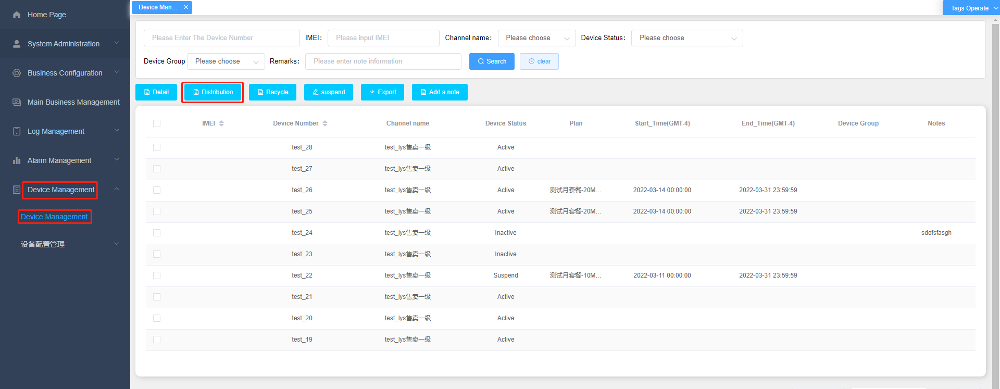 Home Page
System Administration
Business Configuration
Main Business Management
Log Management
Alarm Management
Device Management
Device Management
设备配置管理
Device Man... ×
Tags Operate
Please Enter The Device Number IMEI: Please input IMEI Channel name: Please choose Device Status: Please choose
Device Group Please choose Remarks: Please enter note information Search clear
Detail Distribution Recycle suspend Export Add a note
IMEI Device Number Channel name Device Status Plan Start_Time(GMT-4) End_Time(GMT-4) Device Group Notes
test_28 test_lys售卖一级 Active
test_27 test_lys售卖一级 Active
test_26 test_lys售卖一级 Active 测试月套餐-20M... 2022-03-14 00:00:00 2022-03-31 23:59:59
test_25 test_lys售卖一级 Active 测试月套餐-20M... 2022-03-14 00:00:00 2022-03-31 23:59:59
test_24 test_lys售卖一级 Inactive sdofsfasgh
test_23 test_lys售卖一级 Inactive
test_22 test_lys售卖一级 Suspend 测试月套餐-10M... 2022-03-11 00:00:00 2022-03-31 23:59:59
test_21 test_lys售卖一级 Active
test_20 test_lys售卖一级 Active
test_19 test_lys售卖一级 Active